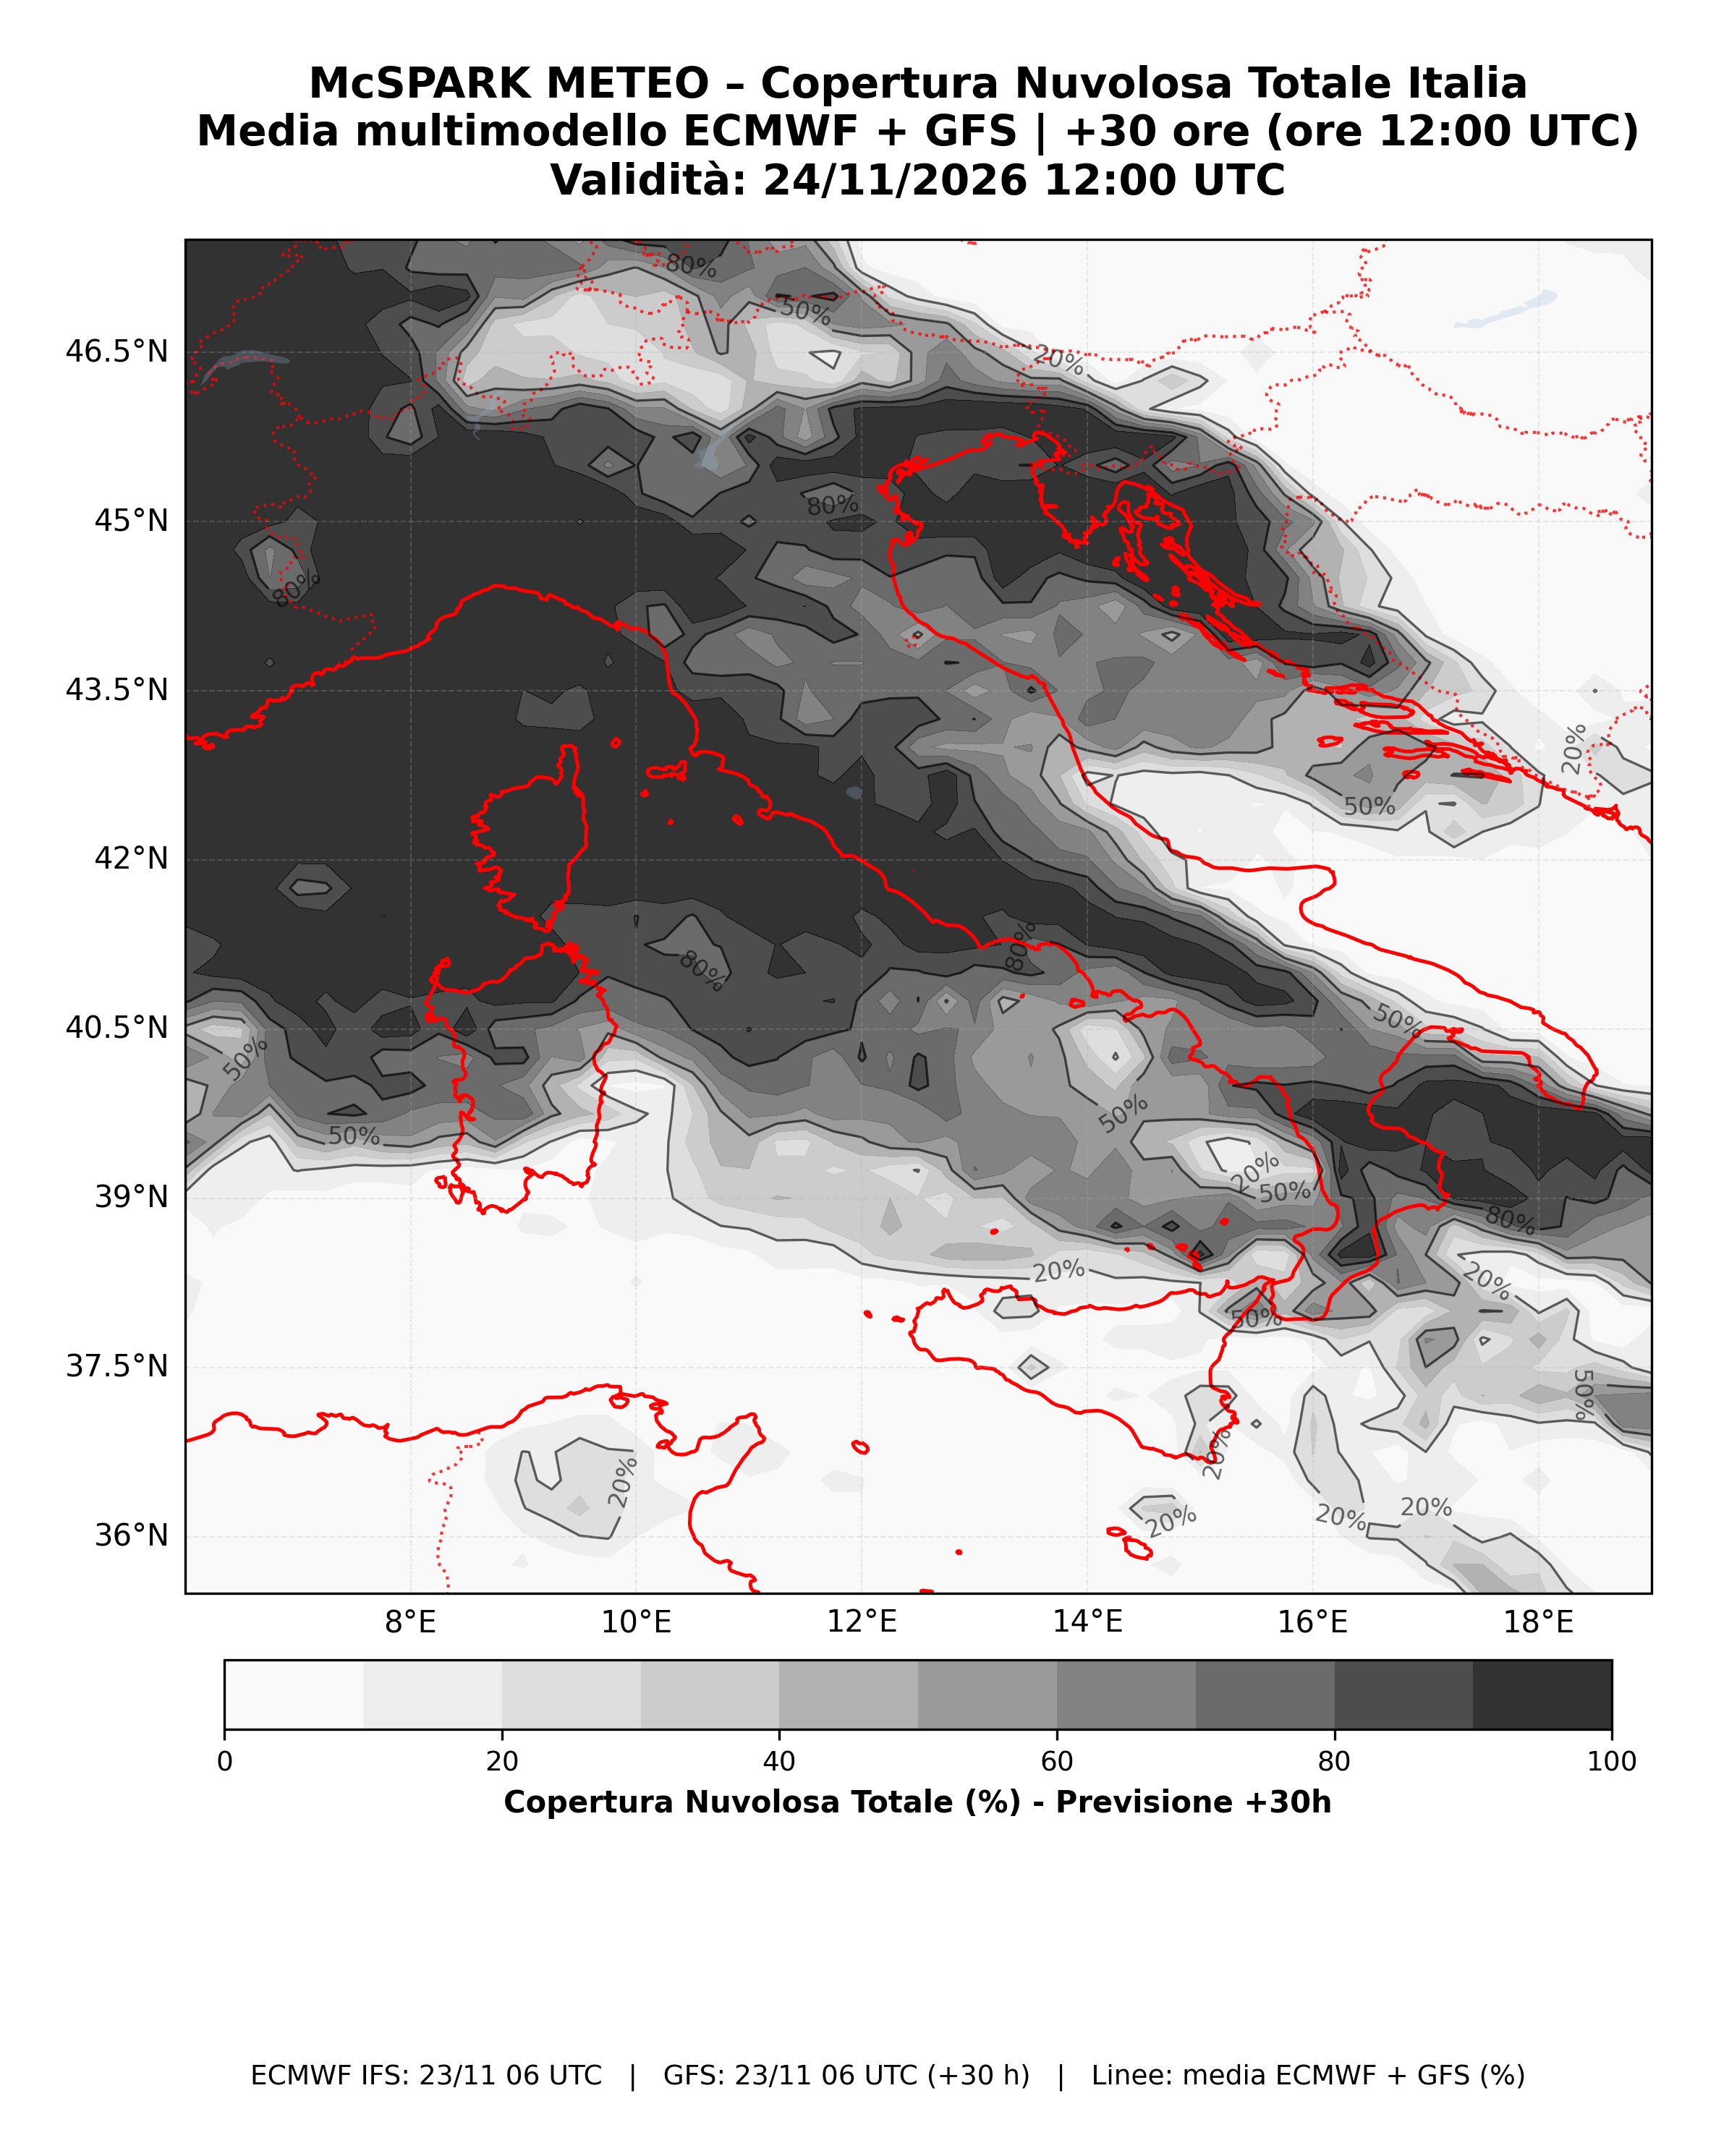 McSPARK METEO – Copertura Nuvolosa Totale Italia
Media multimodello ECMWF + GFS | +30 ore (ore 12:00 UTC)
Validità: 24/11/2026 12:00 UTC
80%
50%
46.5°N
20%
80%
45°N
80%
43.5°N
20%
50%
42°N
80%
80%
50%
40.5°N
50%
50%
50%
20%
50%
39°N
80%
20%
20%
50%
37.5°N
50%
20%
20%
20%
20%
20%
36°N
8°E 10°E 12°E 14°E 16°E 18°E
0 20 40 60 80 100
Copertura Nuvolosa Totale (%) - Previsione +30h
ECMWF IFS: 23/11 06 UTC | GFS: 23/11 06 UTC (+30 h) | Linee: media ECMWF + GFS (%)